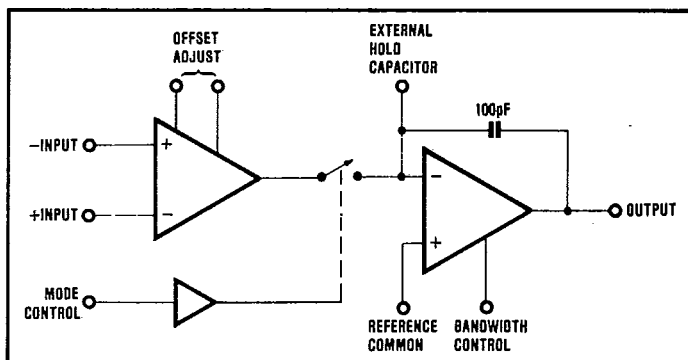 OFFSET
ADJUST
EXTERNAL
HOLD
CAPACITOR
100pF
−INPUT
+
−
+INPUT
−
+
OUTPUT
MODE
CONTROL
REFERENCE
COMMON
BANDWIDTH
CONTROL